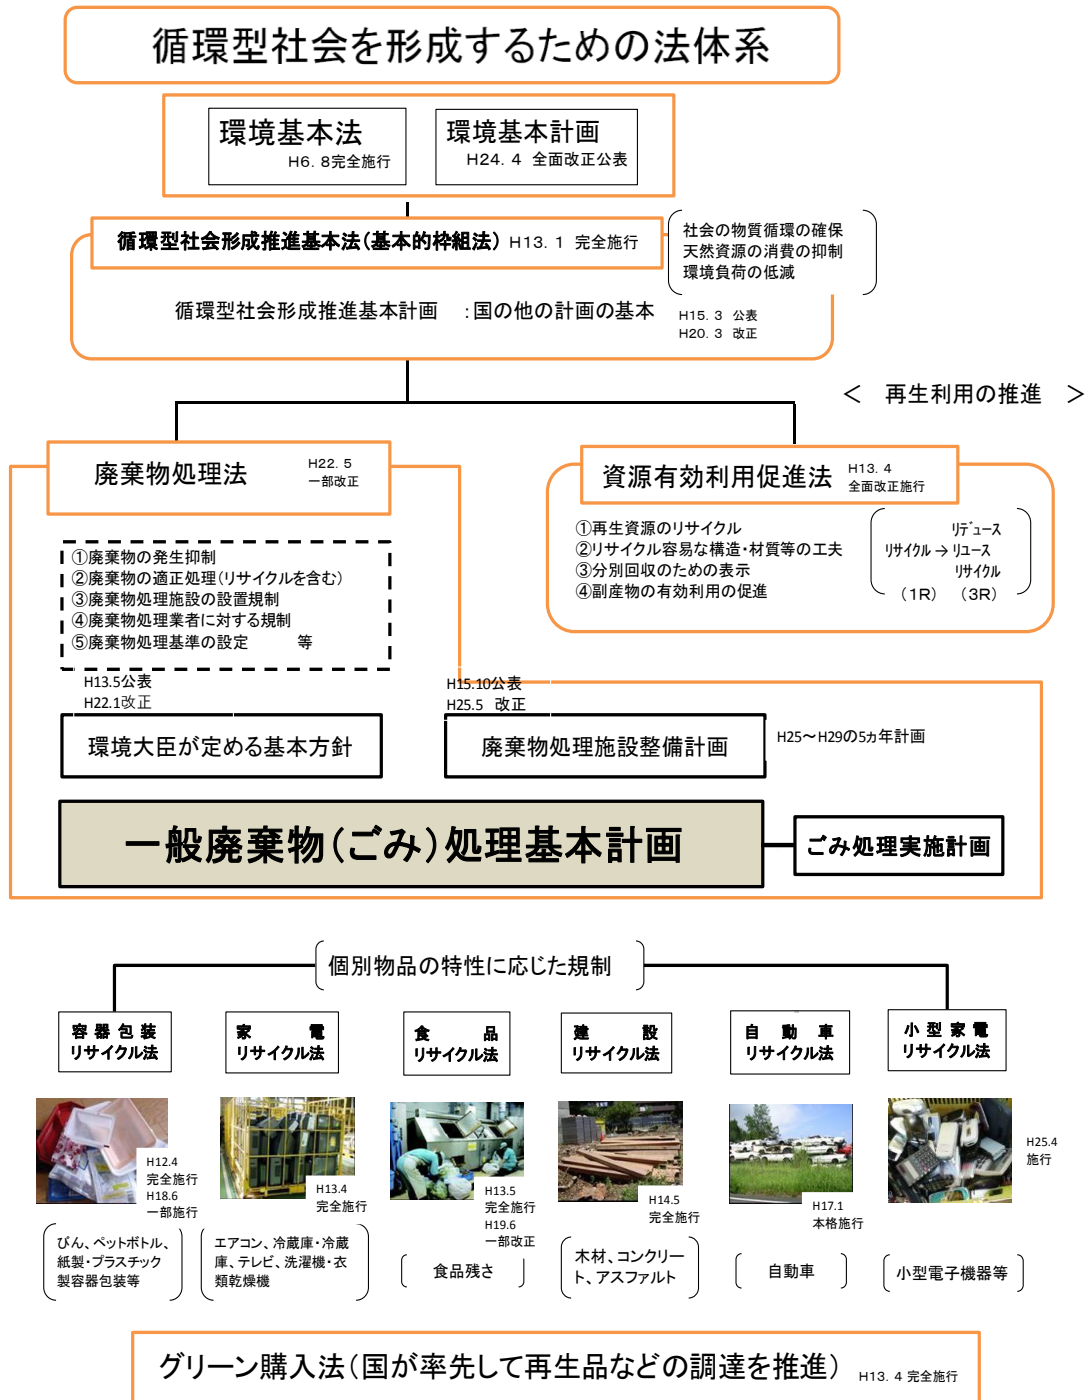 循環型社会を形成するための法体系
環境基本法
H6. 8完全施行
環境基本計画
H24. 4 全面改正公表
循環型社会形成推進基本法(基本的枠組法) H13. 1 完全施行
社会の物質循環の確保
天然資源の消費の抑制
環境負荷の低減
循環型社会形成推進基本計画 :国の他の計画の基本
H15. 3 公表
H20. 3 改正
< 再生利用の推進 >
廃棄物処理法
H22. 5
一部改正
資源有効利用促進法
H13. 4
全面改正施行
①廃棄物の発生抑制
②廃棄物の適正処理(リサイクルを含む)
③廃棄物処理施設の設置規制
④廃棄物処理業者に対する規制
⑤廃棄物処理基準の設定 等
①再生資源のリサイクル
②リサイクル容易な構造・材質等の工夫
③分別回収のための表示
④副産物の有効利用の促進
ﾘﾃﾞｭｰｽ
ﾘｻｲｸﾙ → ﾘﾕｰｽ
ﾘｻｲｸﾙ
(1R) (3R)
H13.5公表
H22.1改正
環境大臣が定める基本方針
H15.10公表
H25.5 改正
廃棄物処理施設整備計画
H25～H29の5ヵ年計画
一般廃棄物(ごみ)処理基本計画
ごみ処理実施計画
個別物品の特性に応じた規制
容器包装
リサイクル法
家電
リサイクル法
食品
リサイクル法
建設
リサイクル法
自動車
リサイクル法
小型家電
リサイクル法
H12.4
完全施行
H18.6
一部施行
H13.4
完全施行
H13.5
完全施行
H19.6
一部改正
H14.5
完全施行
H17.1
本格施行
H25.4
施行
びん、ペットボトル、
紙製・プラスチック
製容器包装等
エアコン、冷蔵庫・冷蔵
庫、テレビ、洗濯機・衣
類乾燥機
食品残さ
木材、コンクリー
ト、アスファルト
自動車
小型電子機器等
グリーン購入法(国が率先して再生品などの調達を推進) H13. 4 完全施行